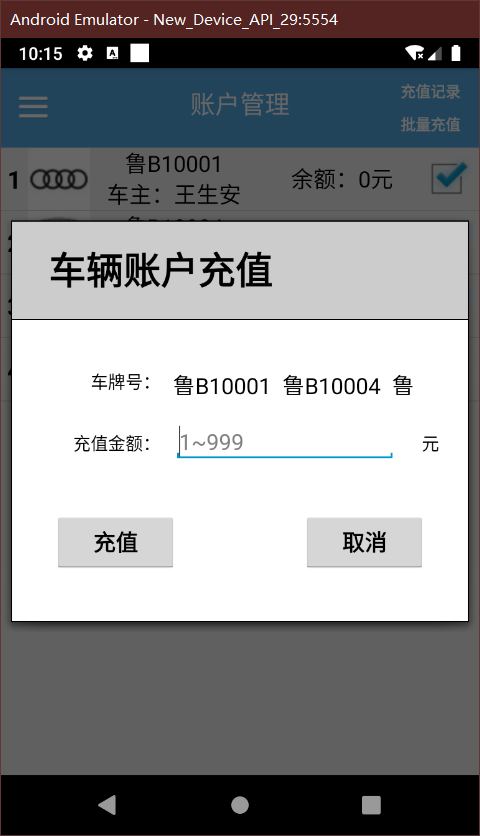 Android Emulator - New_Device_API_29:5554
10:15
A
账户管理
充值记录
批量充值
1
鲁B10001
车主：王生安
余额：0元
车辆账户充值
车牌号：
鲁B10001 鲁B10004 鲁
充值金额：
1~999
元
充值
取消